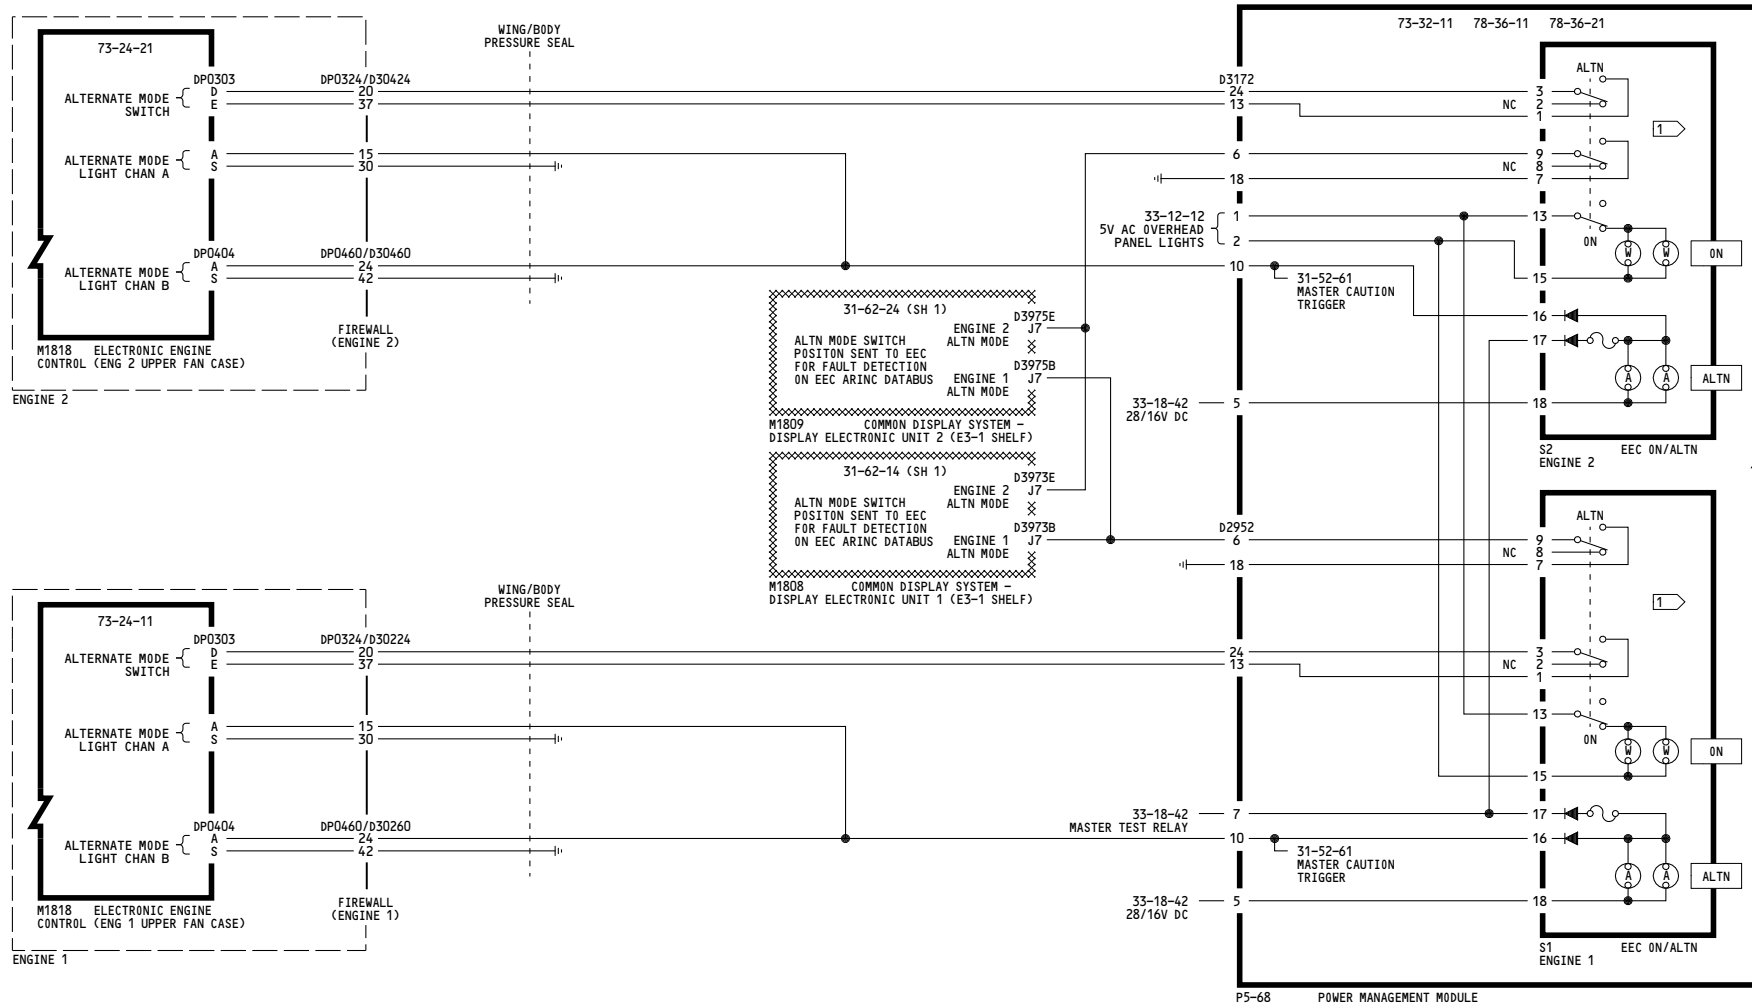 73-24-21
DP0303
ALTERNATE MODE
SWITCH
D
E
ALTERNATE MODE
LIGHT CHAN A
A
S
DP0404
ALTERNATE MODE
LIGHT CHAN B
A
S
M1818 ELECTRONIC ENGINE
CONTROL (ENG 2 UPPER FAN CASE)
ENGINE 2
DP0324/D30424
20
37
15
30
DP0460/D30460
24
42
FIREWALL
(ENGINE 2)
WING/BODY
PRESSURE SEAL
31-62-24 (SH 1)
ALTN MODE SWITCH
POSITON SENT TO EEC
FOR FAULT DETECTION
ON EEC ARINC DATABUS
D3975E
ENGINE 2 J7
ALTN MODE
D3975B
ENGINE 1 J7
ALTN MODE
M1809 COMMON DISPLAY SYSTEM -
DISPLAY ELECTRONIC UNIT 2 (E3-1 SHELF)
31-62-14 (SH 1)
ALTN MODE SWITCH
POSITON SENT TO EEC
FOR FAULT DETECTION
ON EEC ARINC DATABUS
D3973E
ENGINE 2 J7
ALTN MODE
D3973B
ENGINE 1 J7
ALTN MODE
M1808 COMMON DISPLAY SYSTEM -
DISPLAY ELECTRONIC UNIT 1 (E3-1 SHELF)
73-32-11 78-36-11 78-36-21
D3172
24
13
6
18
33-12-12
5V AC OVERHEAD
PANEL LIGHTS
1
2
10
31-52-61
MASTER CAUTION
TRIGGER
33-18-42
28/16V DC
5
ALTN
3
NC 2
1
1
9
NC 8
7
13
ON
W W
ON
15
16
17
A A
ALTN
18
S2 EEC ON/ALTN
ENGINE 2
D2952
6
18
24
13
33-18-42
MASTER TEST RELAY
7
10
31-52-61
MASTER CAUTION
TRIGGER
33-18-42
28/16V DC
5
ALTN
9
NC 8
7
1
3
NC 2
1
13
ON
W W
ON
15
17
16
A A
ALTN
18
S1 EEC ON/ALTN
ENGINE 1
P5-68 POWER MANAGEMENT MODULE
73-24-11
DP0303
ALTERNATE MODE
SWITCH
D
E
ALTERNATE MODE
LIGHT CHAN A
A
S
DP0404
ALTERNATE MODE
LIGHT CHAN B
A
S
M1818 ELECTRONIC ENGINE
CONTROL (ENG 1 UPPER FAN CASE)
ENGINE 1
DP0324/D30224
20
37
15
30
DP0460/D30260
24
42
FIREWALL
(ENGINE 1)
WING/BODY
PRESSURE SEAL